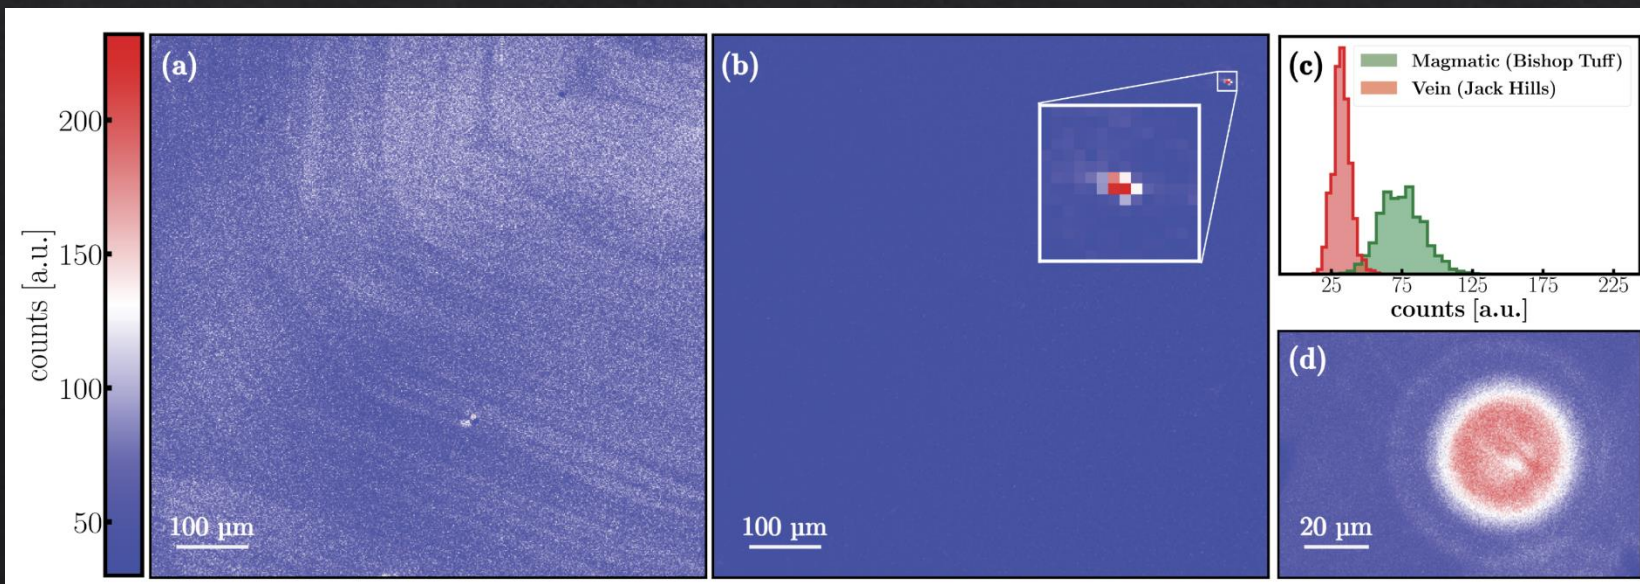 counts [a.u.]
200
150
100
50
(a)
100 µm
(b)
100 µm
(c)
Magmatic (Bishop Tuff)
Vein (Jack Hills)
25 75 125 175 225
counts [a.u.]
(d)
20 µm